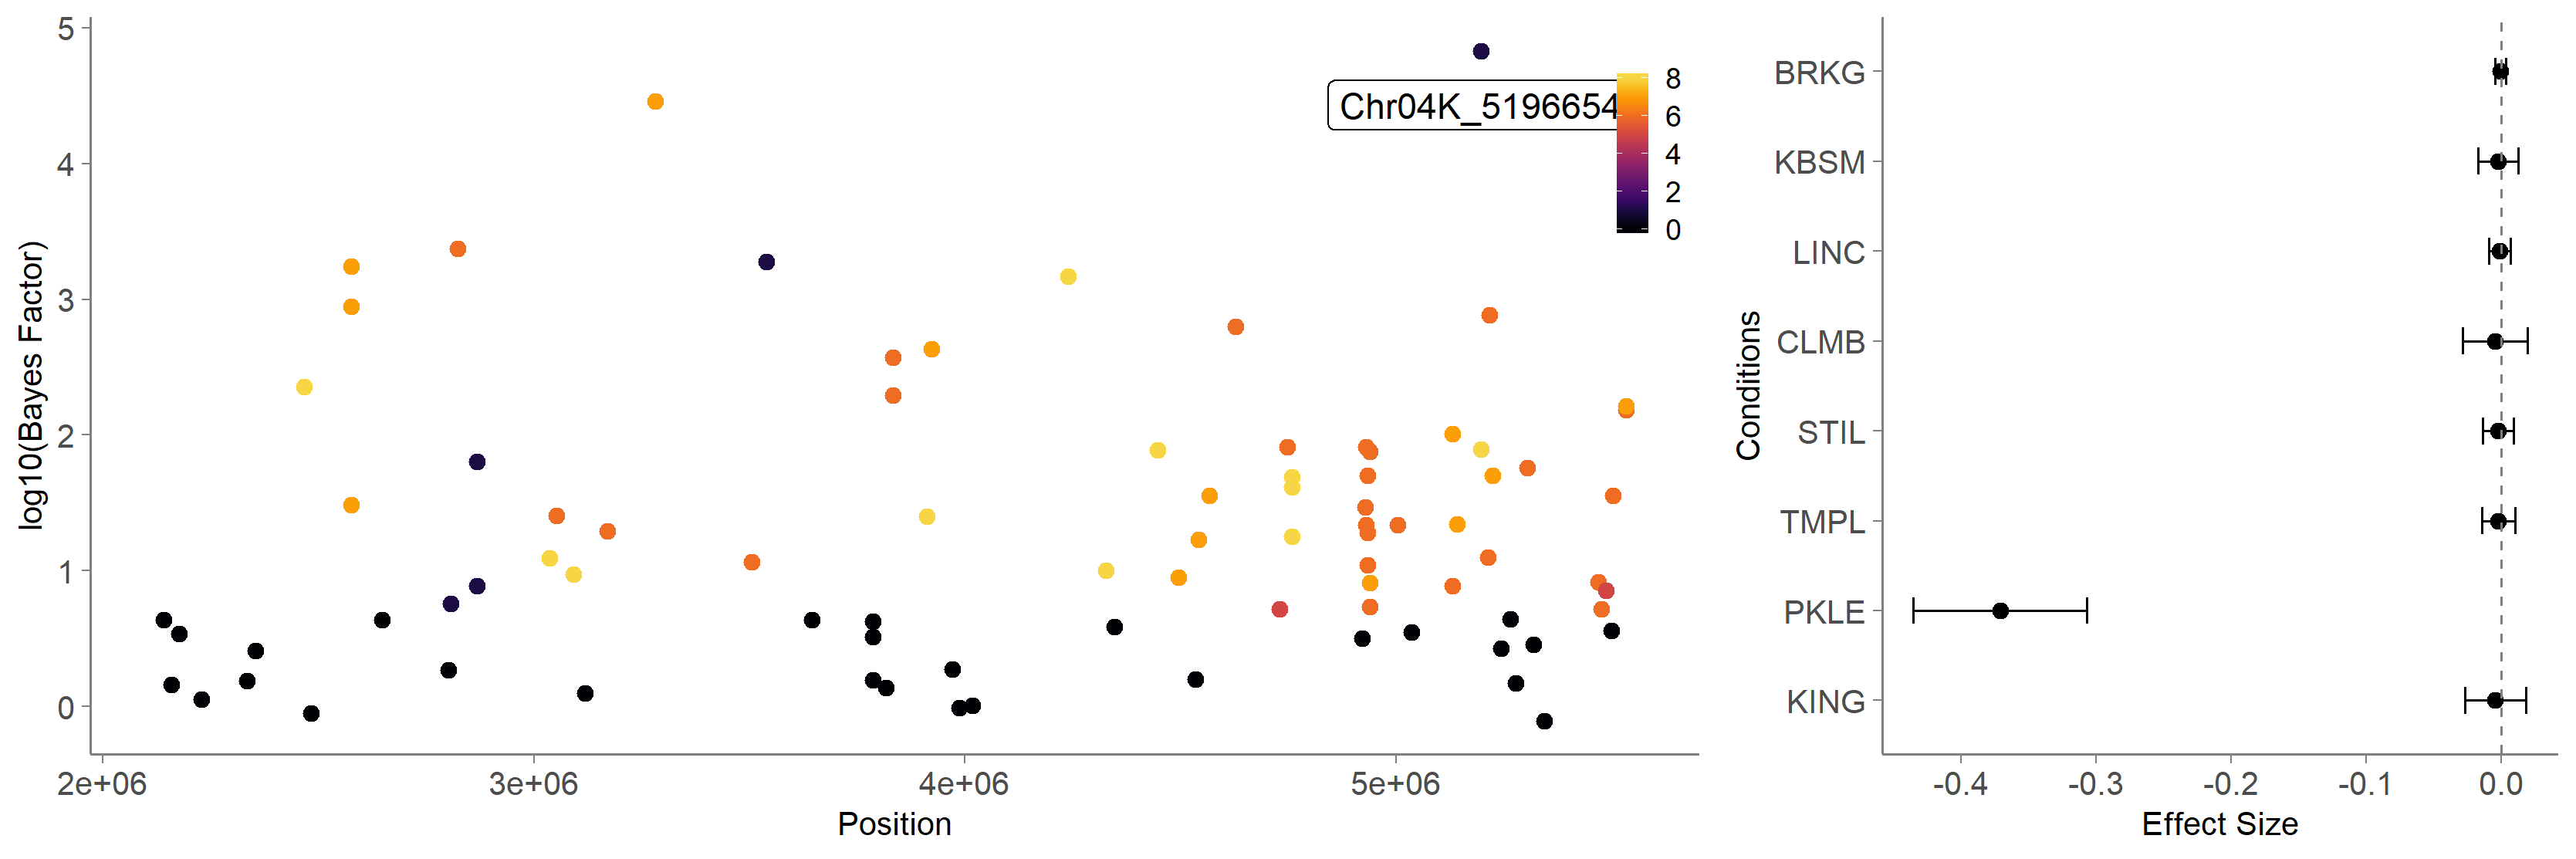 log10(Bayes Factor)
5
4
3
2
1
0
Chr04K_5196654
8
6
4
2
0
2e+06 3e+06 4e+06 5e+06
Position
Conditions
BRKG
KBSM
LINC
CLMB
STIL
TMPL
PKLE
KING
-0.4 -0.3 -0.2 -0.1 0.0
Effect Size